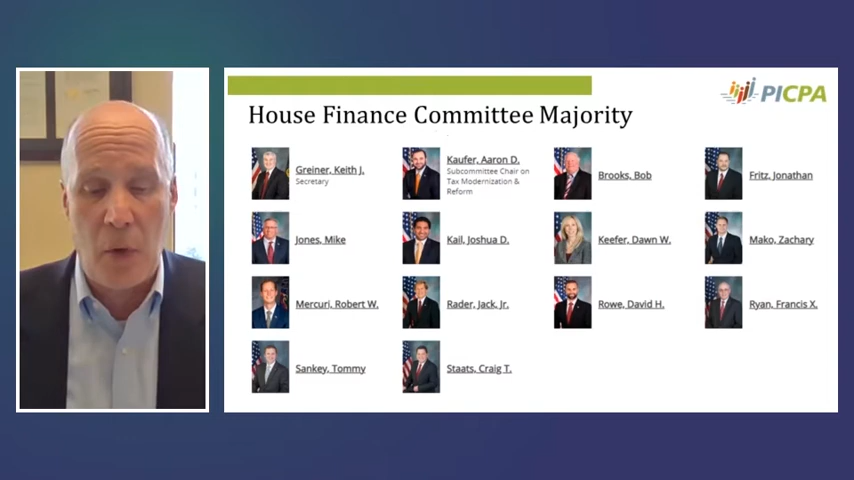 PICPA
House Finance Committee Majority
Greiner, Keith J.
Secretary
Kaufer, Aaron D.
Subcommittee Chair on
Tax Modernization &
Reform
Brooks, Bob
Fritz, Jonathan
Jones, Mike
Kail, Joshua D.
Keefer, Dawn W.
Mako, Zachary
Mercuri, Robert W.
Rader, Jack, Jr.
Rowe, David H.
Ryan, Francis X.
Sankey, Tommy
Staats, Craig T.